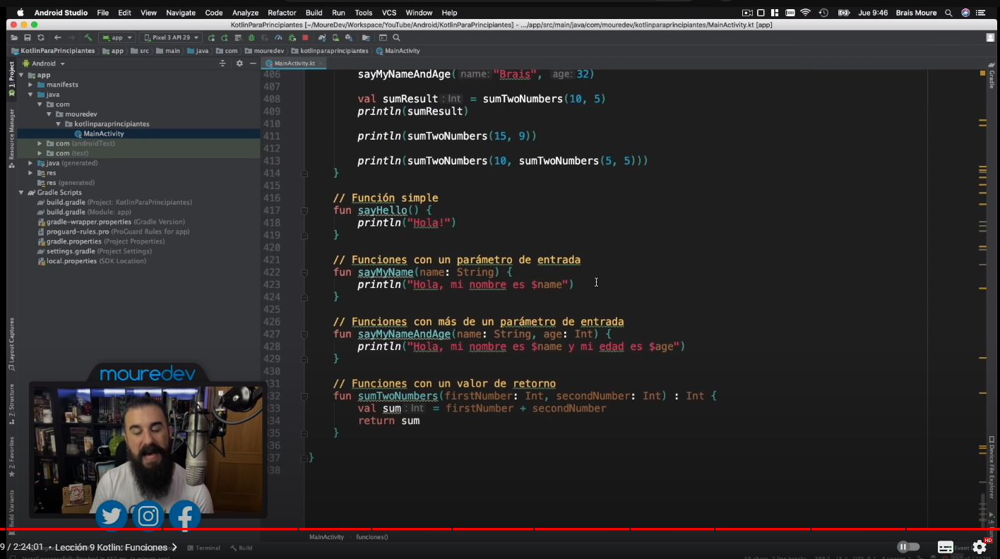 Android Studio File Edit View Navigate Code Analyze Refactor Build Run Tools VCS Window Help Jue 9:46 Brais Moure
KotlinParaPrincipiantes [~/MoureDev/Workspace/YouTube/Android/KotlinParaPrincipiantes] - .../app/src/main/java/com/mouredev/kotlinparaprincipiantes/MainActivity.kt [app]
app Pixel 3 API 29
KotlinParaPrincipiantes app src main java com mouredev kotlinparaprincipiantes MainActivity
Android
MainActivity.kt
1: Project
Resource Manager
Layout Captures
Z: Structure
2: Favorites
Build Variants
app
manifests
java
com
mouredev
kotlinparaprincipiantes
MainActivity
com (androidTest)
com (test)
java (generated)
res
res (generated)
Gradle Scripts
build.gradle (Project: KotlinParaPrincipiantes)
build.gradle (Module: app)
gradle-wrapper.properties (Gradle Version)
proguard-rules.pro (ProGuard Rules for app)
gradle.properties (Project Properties)
settings.gradle (Project Settings)
local.properties (SDK Location)
406 sayMyNameAndAge( name: "Brais", age: 32)
407
408 val sumResult : Int = sumTwoNumbers(10, 5)
409 println(sumResult)
410
411 println(sumTwoNumbers(15, 9))
412
413 println(sumTwoNumbers(10, sumTwoNumbers(5, 5)))
414 }
415
416 // Función simple
417 fun sayHello() {
418 println("Hola!")
419 }
420
421 // Funciones con un parámetro de entrada
422 fun sayMyName(name: String) {
423 println("Hola, mi nombre es $name")
424 }
425
426 // Funciones con más de un parámetro de entrada
427 fun sayMyNameAndAge(name: String, age: Int) {
428 println("Hola, mi nombre es $name y mi edad es $age")
429 }
430
431 // Funciones con un valor de retorno
432 fun sumTwoNumbers(firstNumber: Int, secondNumber: Int) : Int {
433 val sum : Int = firstNumber + secondNumber
434 return sum
435 }
436
437 }
438
Gradle
Device File Explorer
mouredev
MainActivity funciones()
9 / 2:24:01 • Lección 9 Kotlin: Funciones
Terminal Build
HD